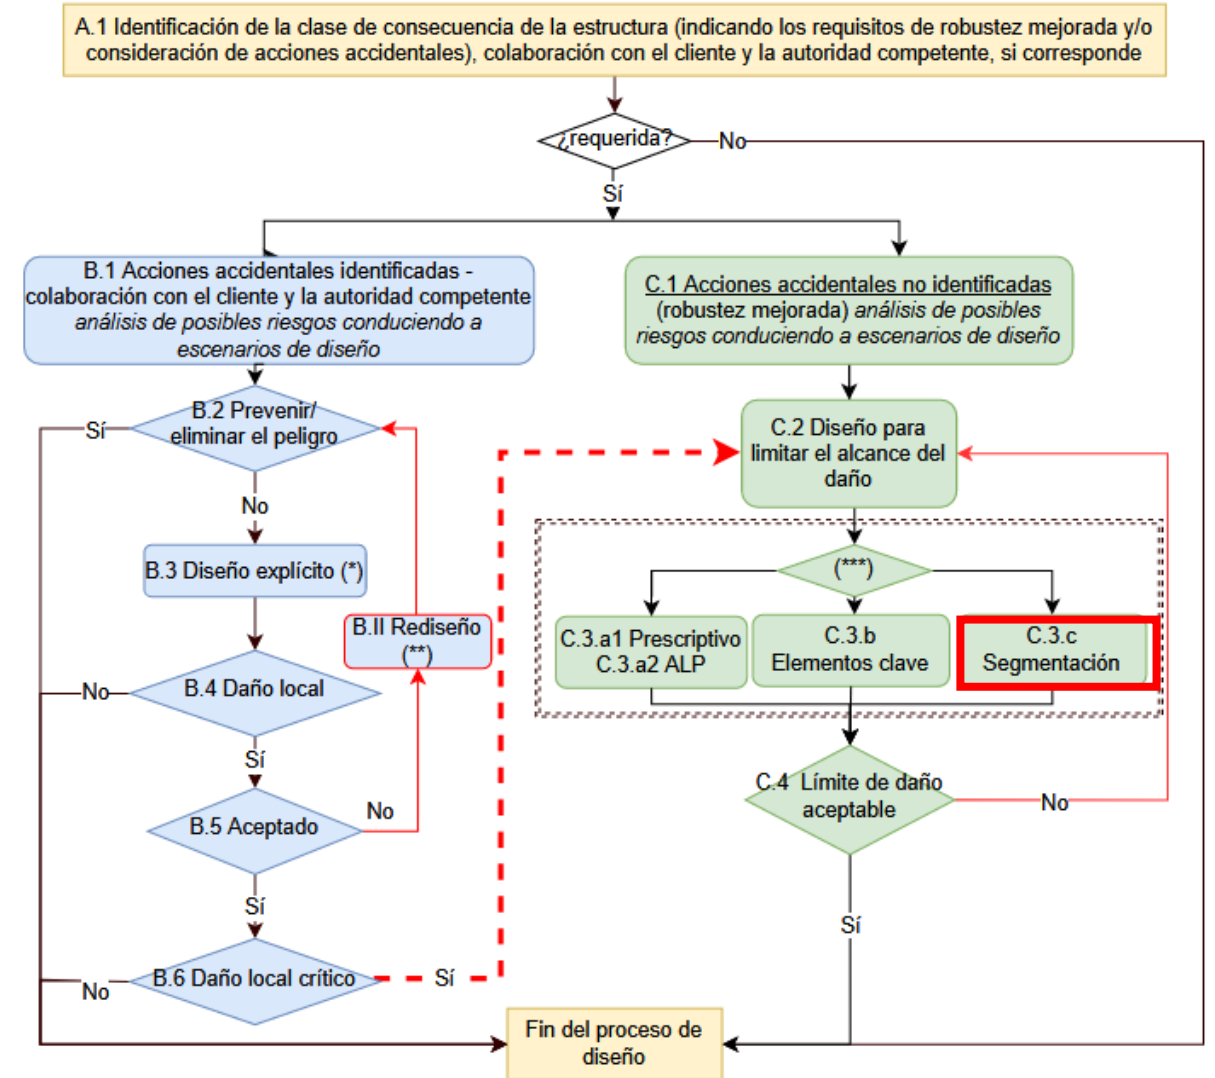 A.1 Identificación de la clase de consecuencia de la estructura (indicando los requisitos de robustez mejorada y/o
consideración de acciones accidentales), colaboración con el cliente y la autoridad competente, si corresponde
¿requerida?
No
Sí
B.1 Acciones accidentales identificadas -
colaboración con el cliente y la autoridad competente
análisis de posibles riesgos conduciendo a
escenarios de diseño
C.1 Acciones accidentales no identificadas
(robustez mejorada) análisis de posibles
riesgos conduciendo a escenarios de diseño
B.2 Prevenir/
eliminar el peligro
Sí
No
C.2 Diseño para
limitar el alcance del
daño
B.3 Diseño explícito (*)
(***)
B.II Rediseño
(**)
C.3.a1 Prescriptivo
C.3.a2 ALP
C.3.b
Elementos clave
C.3.c
Segmentación
B.4 Daño local
No
Sí
B.5 Aceptado
No
Sí
C.4 Límite de daño
aceptable
No
Sí
B.6 Daño local crítico
Sí
No
Fin del proceso de
diseño